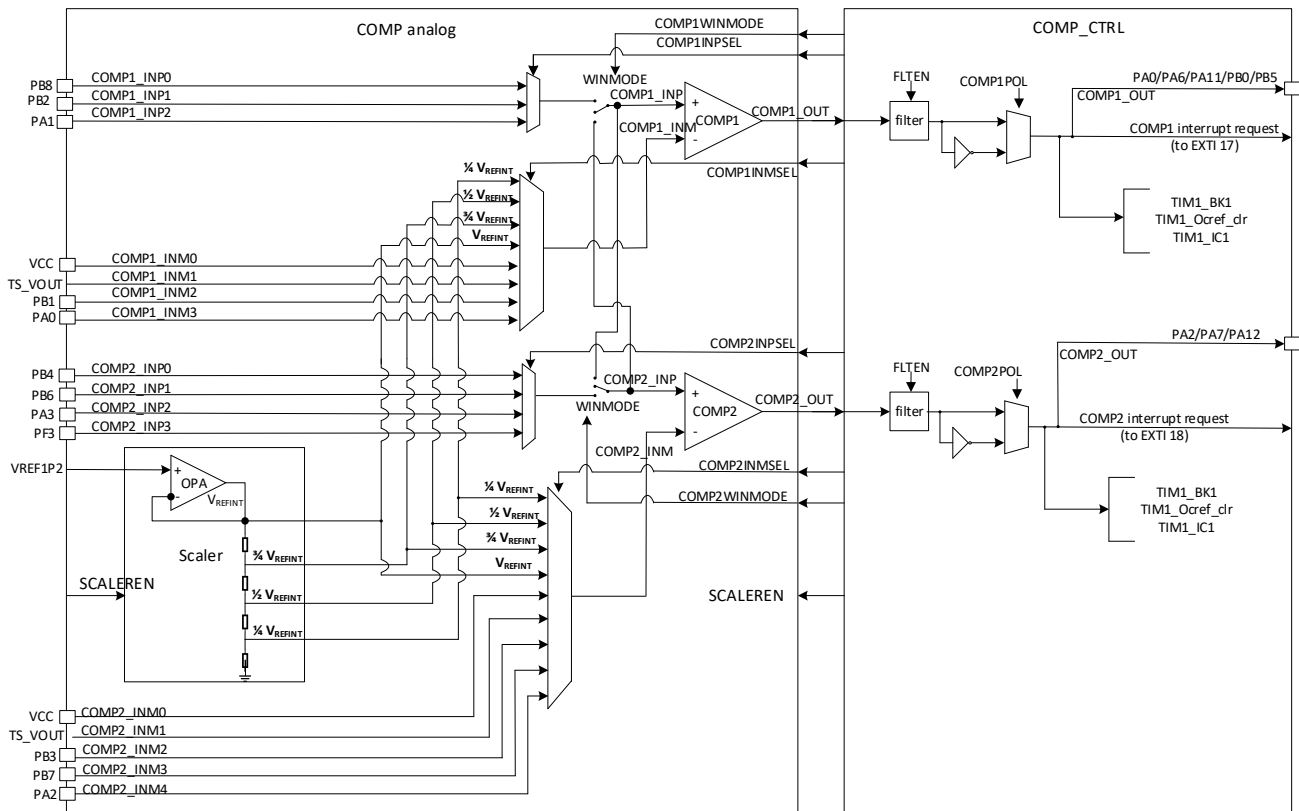 COMP analog
COMP_CTRL
COMP1WINMODE
COMP1INPSEL
WINMODE
PB8 COMP1_INP0
PB2 COMP1_INP1
PA1 COMP1_INP2
COMP1_INP
+
COMP1
-
COMP1_OUT
COMP1_INM
FLTEN
filter
COMP1POL
PA0/PA6/PA11/PB0/PB5
COMP1_OUT
COMP1 interrupt request
(to EXTI 17)
TIM1_BK1
TIM1_Ocref_clr
TIM1_IC1
COMP1INMSEL
¼ VREFINT
½ VREFINT
¾ VREFINT
VREFINT
VCC COMP1_INM0
TS_VOUT COMP1_INM1
PB1 COMP1_INM2
PA0 COMP1_INM3
COMP2INPSEL
PB4 COMP2_INP0
PB6 COMP2_INP1
PA3 COMP2_INP2
PF3 COMP2_INP3
COMP2_INP
WINMODE
+
COMP2
-
COMP2_OUT
COMP2_INM
FLTEN
filter
COMP2POL
PA2/PA7/PA12
COMP2_OUT
COMP2 interrupt request
(to EXTI 18)
TIM1_BK1
TIM1_Ocref_clr
TIM1_IC1
COMP2INMSEL
COMP2WINMODE
VREF1P2
+
OPA
-
VREFINT
Scaler
¾ VREFINT
½ VREFINT
¼ VREFINT
SCALEREN
¼ VREFINT
½ VREFINT
¾ VREFINT
VREFINT
SCALEREN
VCC COMP2_INM0
TS_VOUT COMP2_INM1
PB3 COMP2_INM2
PB7 COMP2_INM3
PA2 COMP2_INM4